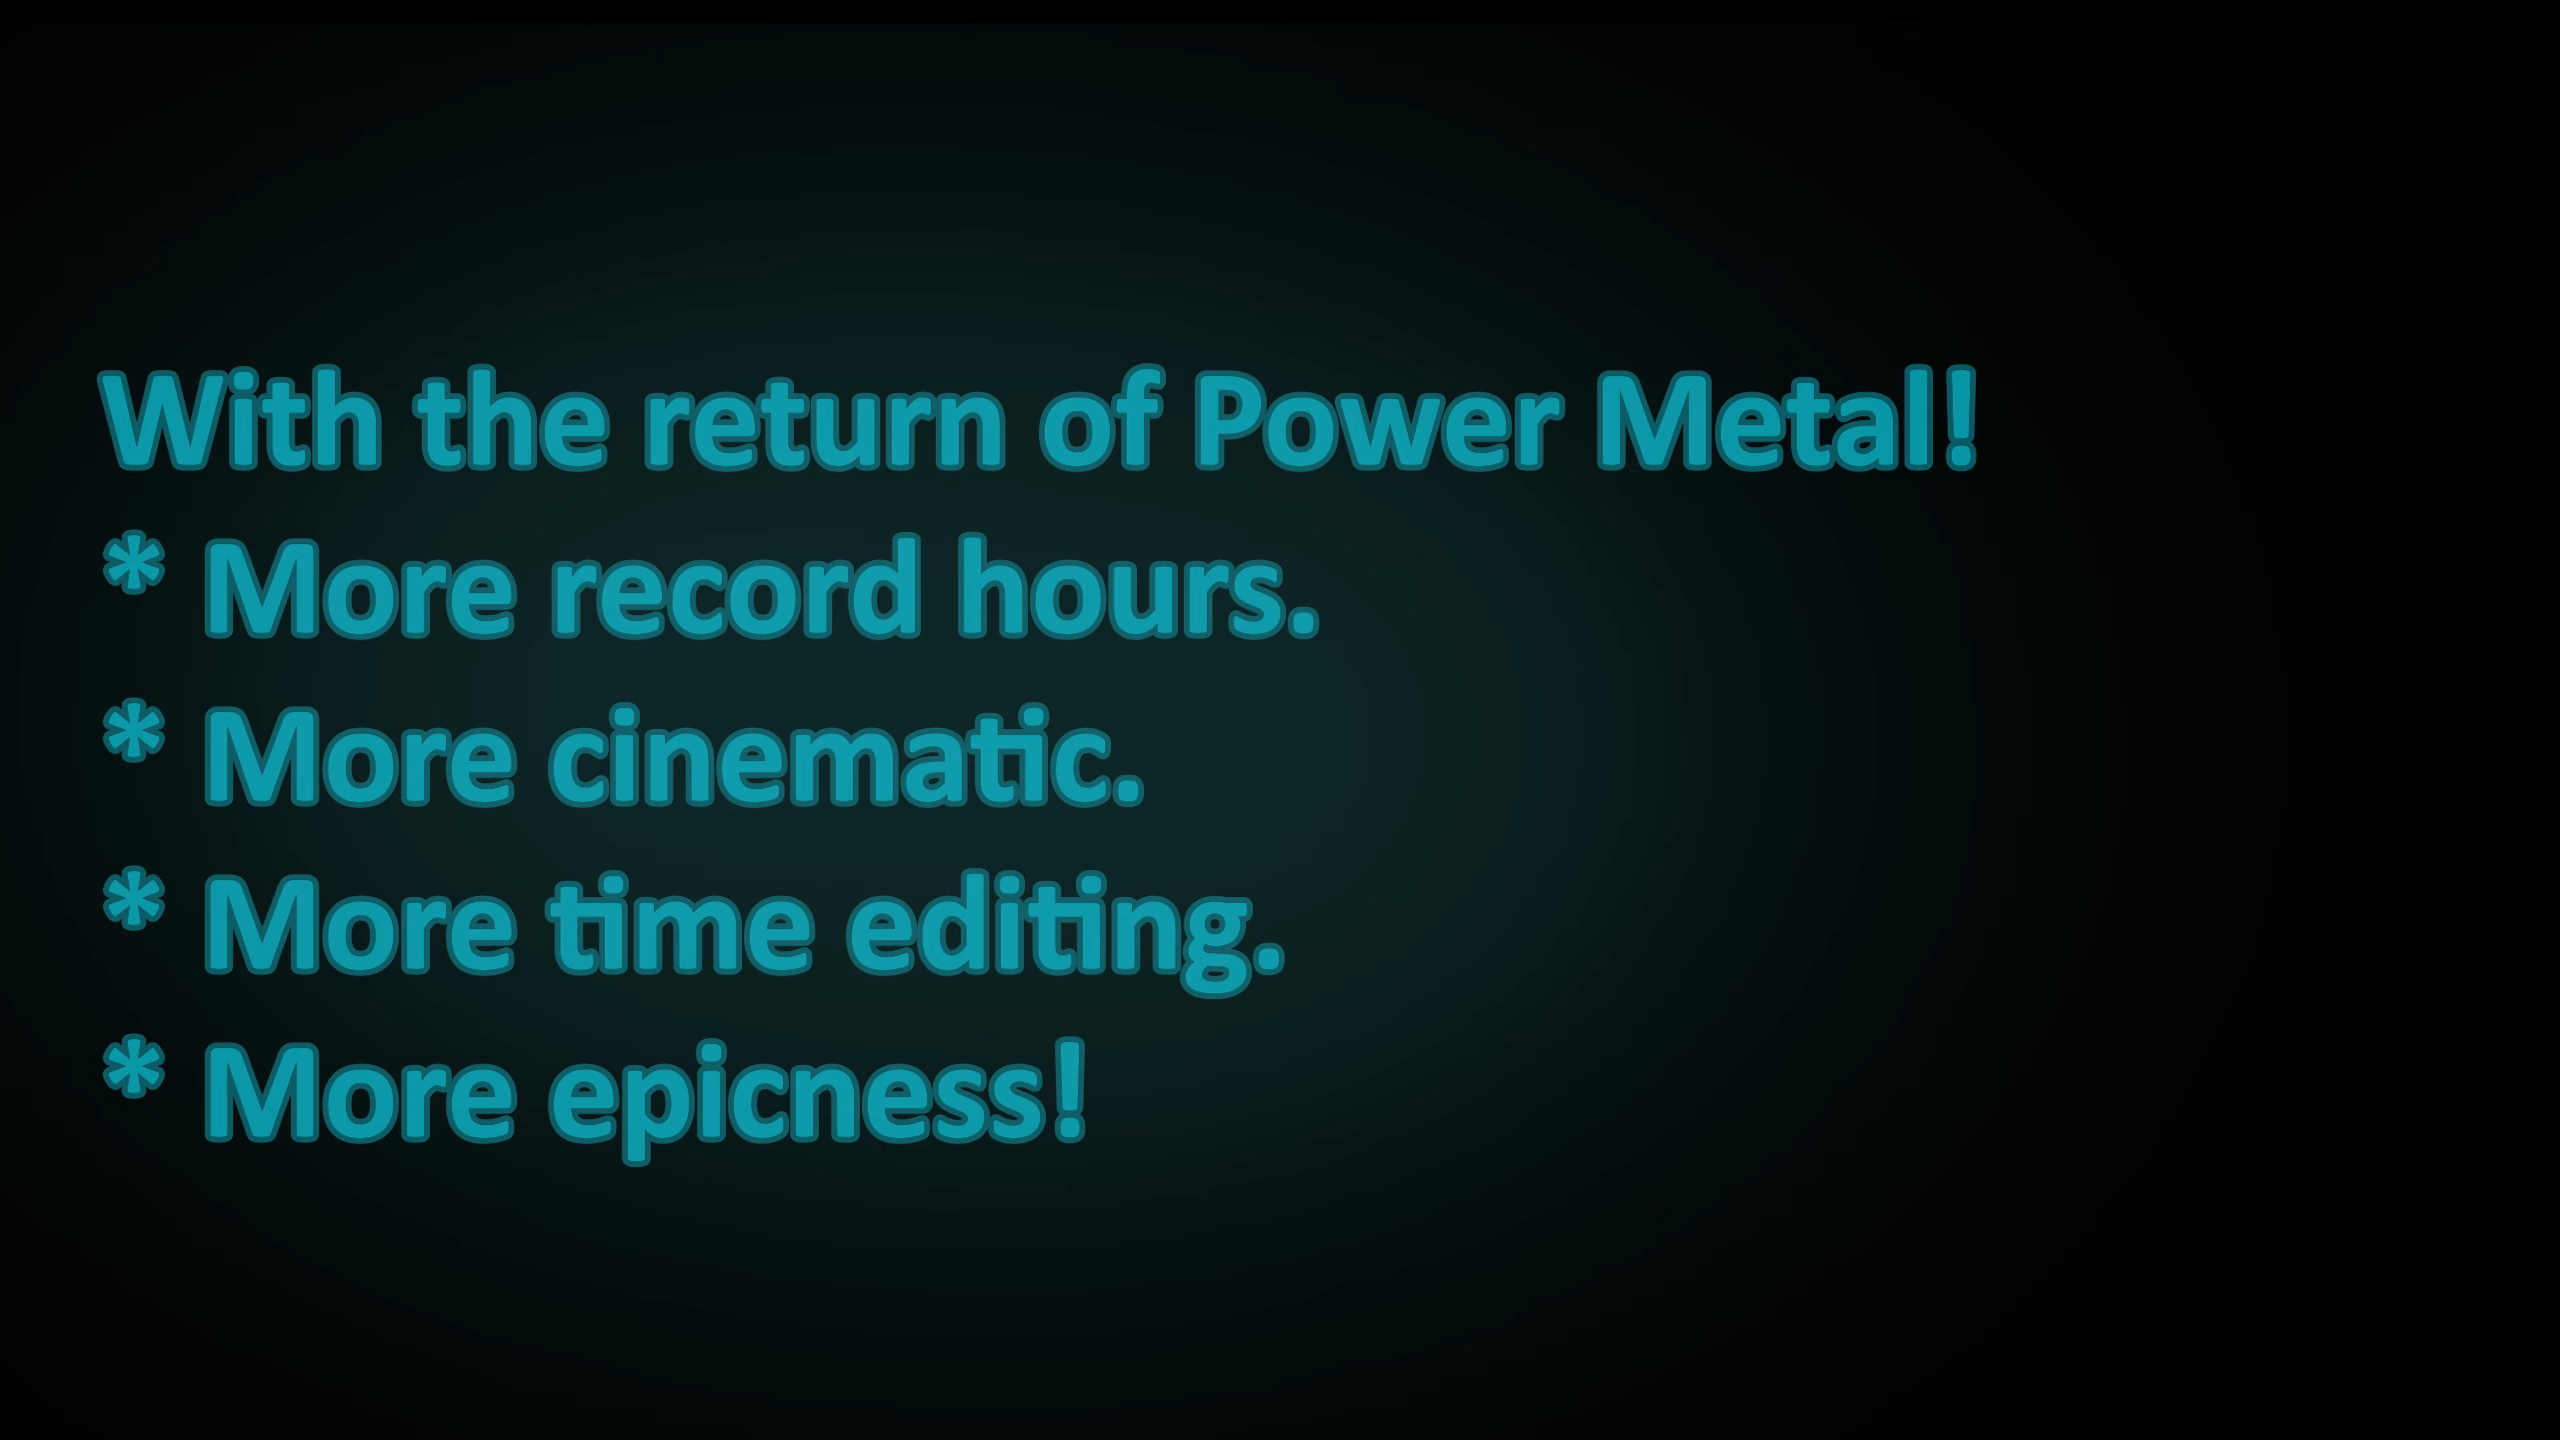 With the return of Power Metal!
* More record hours.
* More cinematic.
* More time editing.
* More epicness!